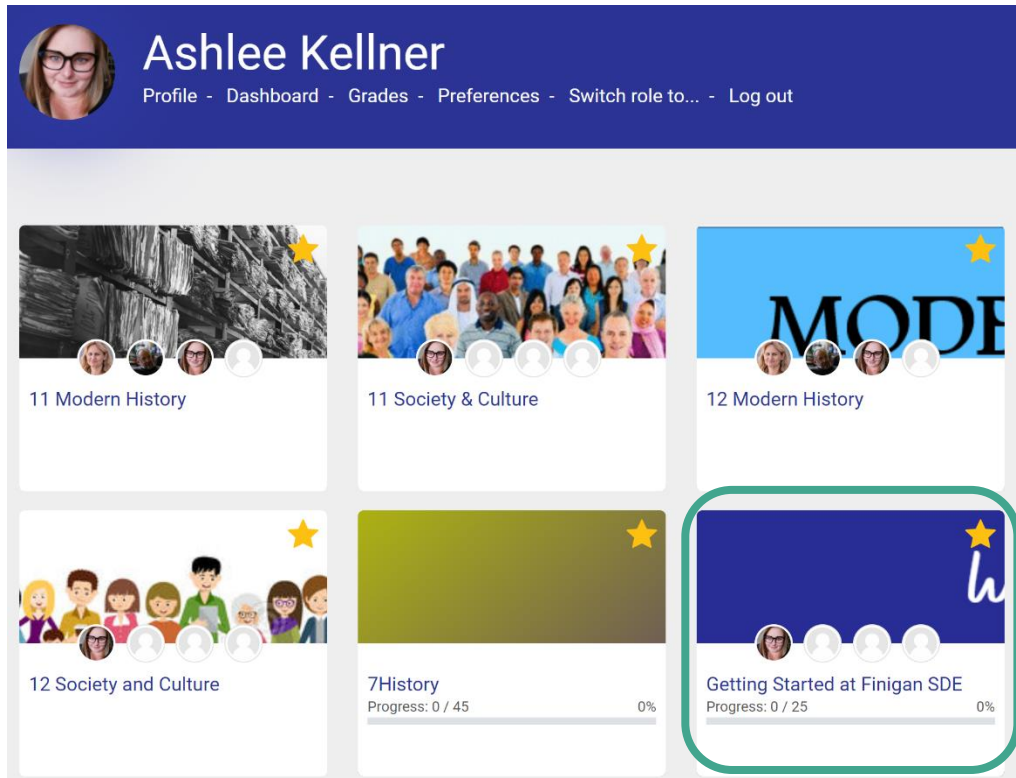 Ashlee Kellner
Profile - Dashboard - Grades - Preferences - Switch role to... - Log out
11 Modern History
11 Society & Culture
MODE
12 Modern History
12 Society and Culture
7History
Progress: 0 / 45 0%
W
Getting Started at Finigan SDE
Progress: 0 / 25 0%